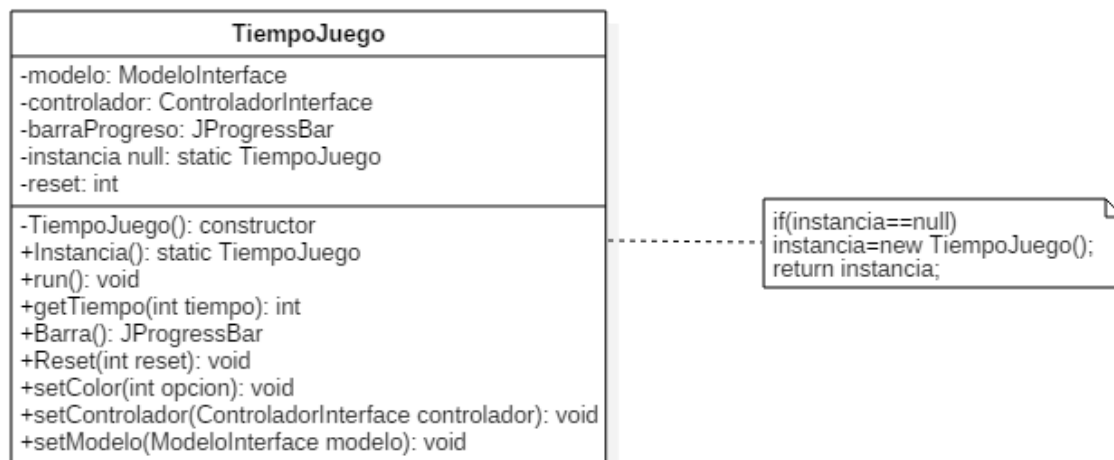 TiempoJuego
-modelo: ModeloInterface
-controlador: ControladorInterface
-barraProgreso: JProgressBar
-instancia null: static TiempoJuego
-reset: int
-TiempoJuego(): constructor
+Instancia(): static TiempoJuego
+run(): void
+getTiempo(int tiempo): int
+Barra(): JProgressBar
+Reset(int reset): void
+setColor(int opcion): void
+setControlador(ControladorInterface controlador): void
+setModelo(ModeloInterface modelo): void
if(instancia==null)
instancia=new TiempoJuego();
return instancia;